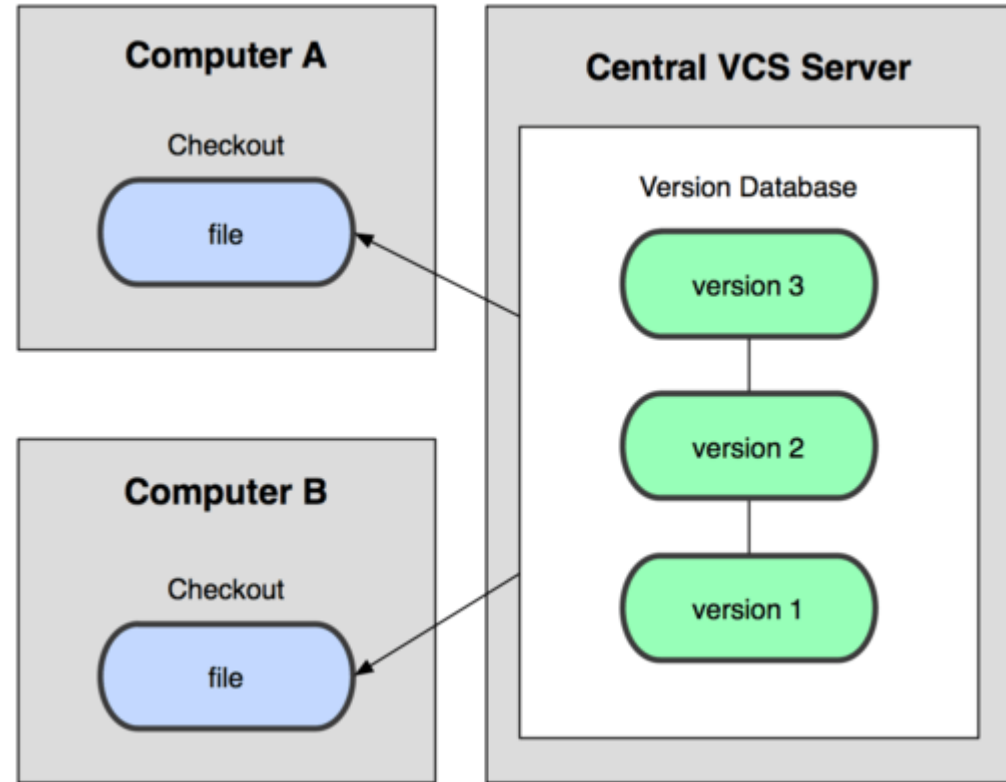 Computer A
Checkout
file
Computer B
Checkout
file
Central VCS Server
Version Database
version 3
version 2
version 1